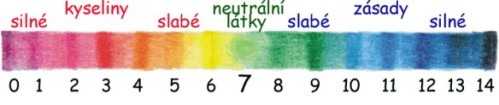 kyseliny neutrální látky zásady
silné slabé slabé silné
0 1 2 3 4 5 6 7 8 9 10 11 12 13 14